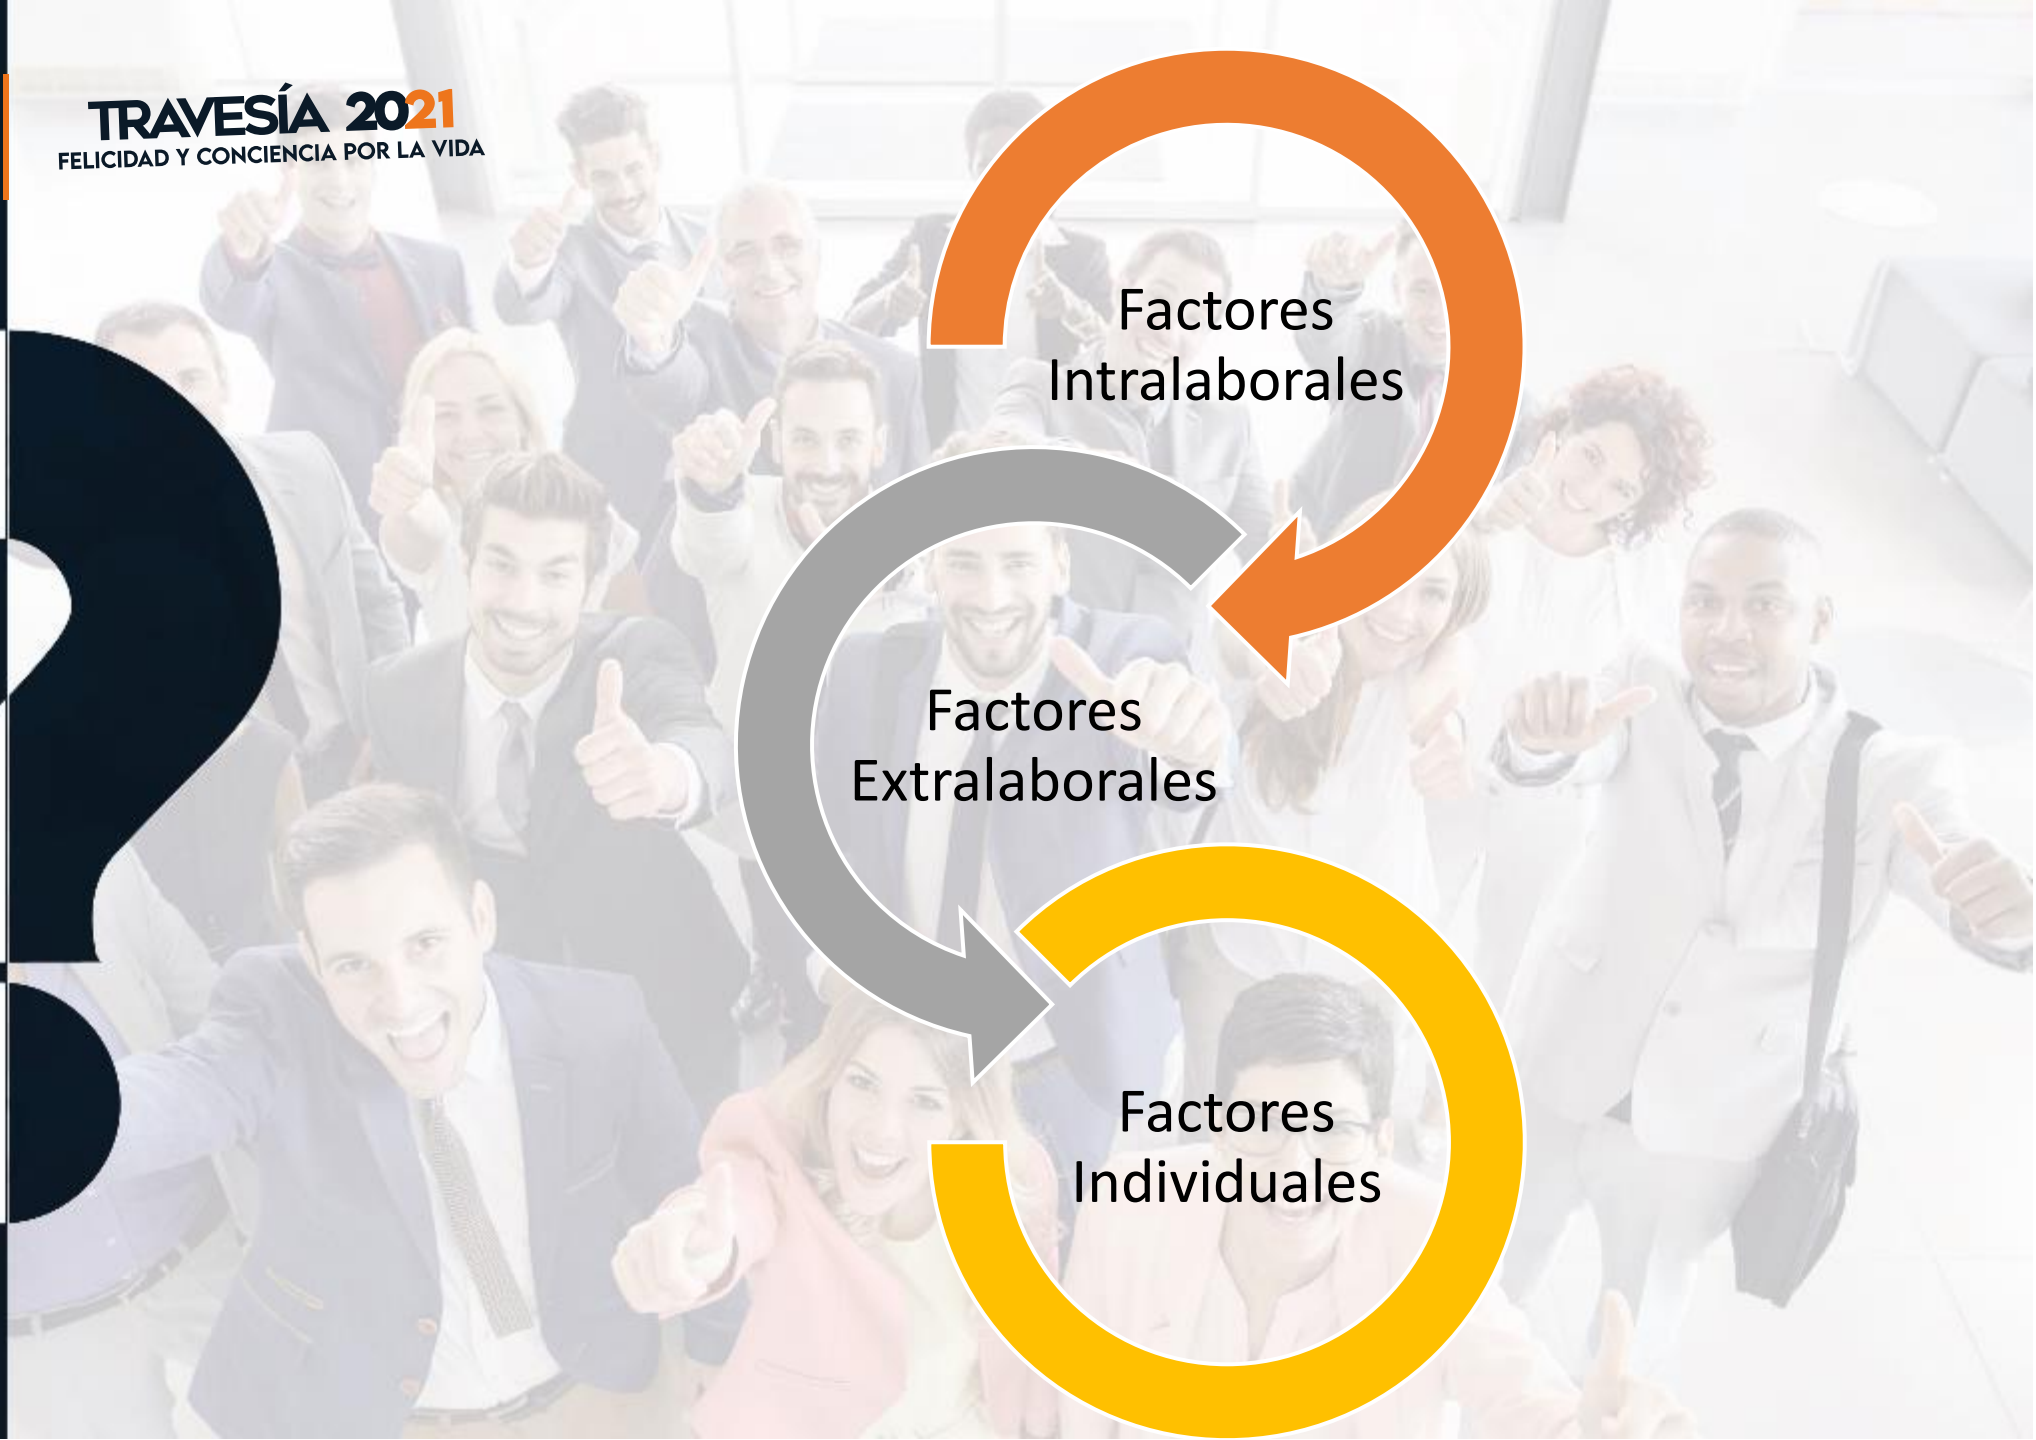 TRAVESÍA 2021
FELICIDAD Y CONCIENCIA POR LA VIDA
Factores
Intralaborales
Factores
Extralaborales
Factores
Individuales